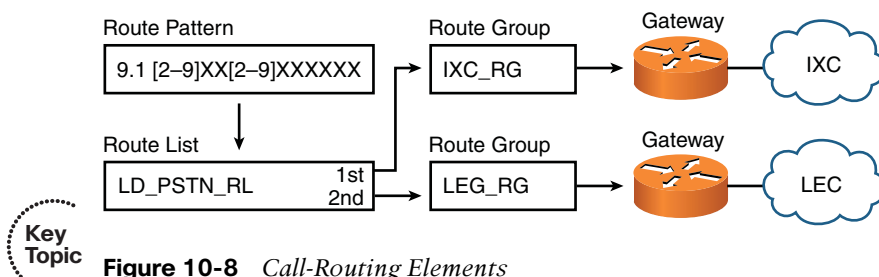 Route Pattern
9.1 [2–9]XX[2–9]XXXXXX
Route Group
IXC_RG
Gateway
IXC
Route List
LD_PSTN_RL
1st
2nd
Route Group
LEG_RG
Gateway
LEC
Key
Topic
Figure 10-8 Call-Routing Elements